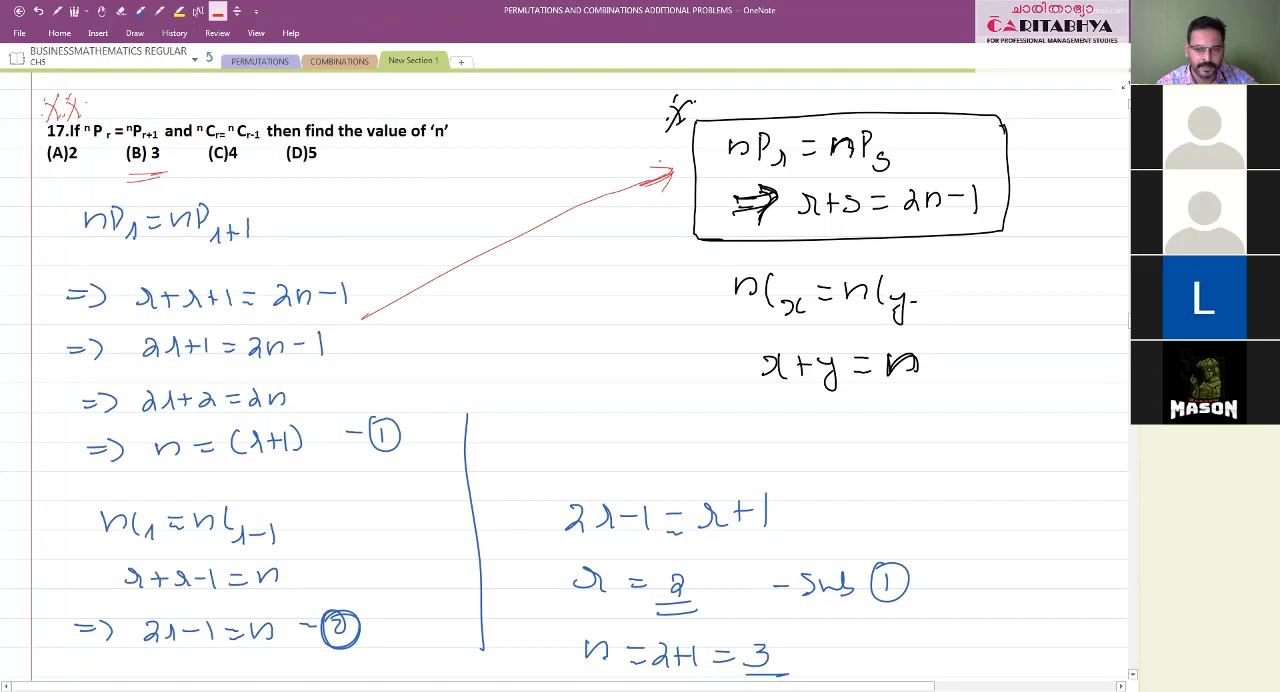 PERMUTATIONS AND COMBINATIONS ADDITIONAL PROBLEMS - OneNote
File Home Insert Draw History Review View Help
ചാരിതാഭ്യാ
CARITABHYA
FOR PROFESSIONAL MANAGEMENT STUDIES
BUSINESSMATHEMATICS REGULAR
CH5
PERMUTATIONS COMBINATIONS New Section 1 +
17.If ⁿ P r = ⁿPr+1 and ⁿ Cr= ⁿ Cr-1 then find the value of ‘n’
(A)2 (B) 3 (C)4 (D)5
nPr = nPr+1
=> r+r+1 = 2n-1
=> 2r+1 = 2n-1
=> 2r+2 = 2n
=> n = (r+1) - ①
nCr = nCr-1
r+r-1 = n
=> 2r-1 = n - ②
nPr = nPs
=> r+s = 2n-1
nCx = nCy
x+y = n
2r-1 = r+1
r = 2 - sub ①
n = 2+1 = 3
L
MASON